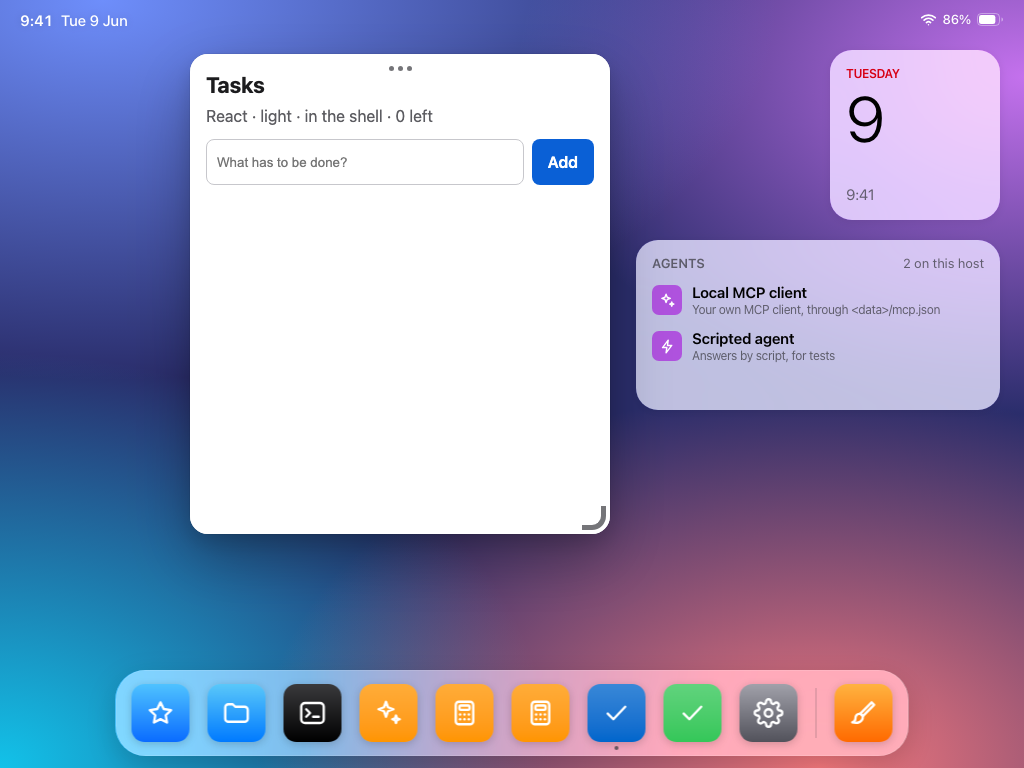 9:41 Tue 9 Jun
86%
Tasks
React · light · in the shell · 0 left
What has to be done?
Add
TUESDAY
9
9:41
AGENTS
2 on this host
Local MCP client
Your own MCP client, through <data>/mcp.json
Scripted agent
Answers by script, for tests